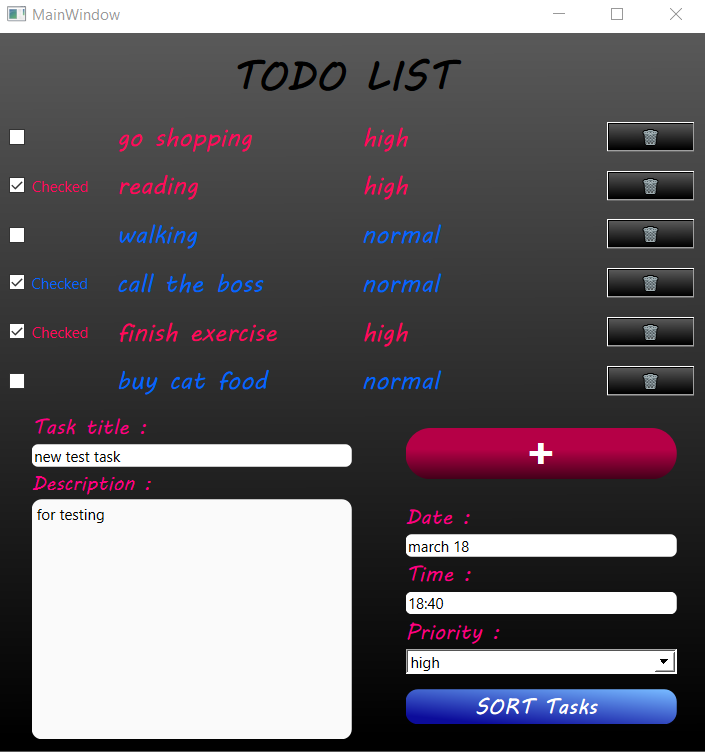 MainWindow
TODO LIST
go shopping high
Checked reading high
walking normal
Checked call the boss normal
Checked finish exercise high
buy cat food normal
Task title :
new test task
+
Description :
for testing
Date :
march 18
Time :
18:40
Priority :
high
SORT Tasks